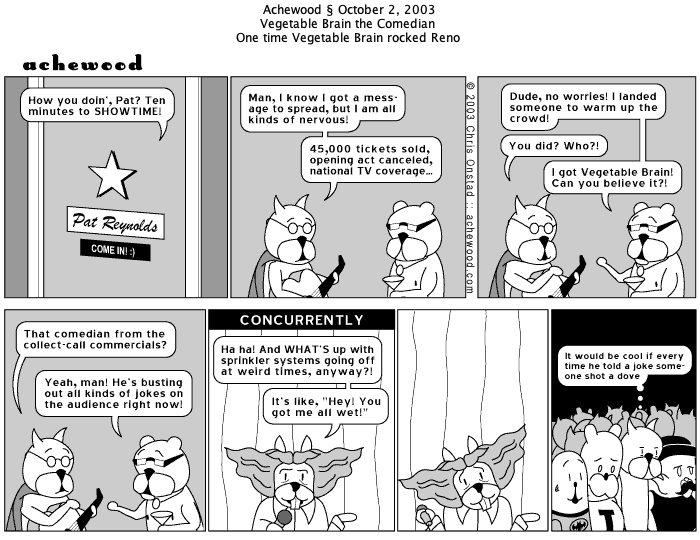 Achewood § October 2, 2003
Vegetable Brain the Comedian
One time Vegetable Brain rocked Reno
achewood
How you doin', Pat? Ten
minutes to SHOWTIME!
Pat Reynolds
COME IN! :)
Man, I know I got a mess-
age to spread, but I am all
kinds of nervous!
45,000 tickets sold,
opening act canceled,
national TV coverage...
© 2003 Chris Onstad :: achewood.com
Dude, no worries! I landed
someone to warm up the
crowd!
You did? Who?!
I got Vegetable Brain!
Can you believe it?!
That comedian from the
collect-call commercials?
Yeah, man! He's busting
out all kinds of jokes on
the audience right now!
CONCURRENTLY
Ha ha! And WHAT'S up with
sprinkler systems going off
at weird times, anyway?!
It's like, "Hey! You
got me all wet!"
It would be cool if every
time he told a joke some-
one shot a dove
T